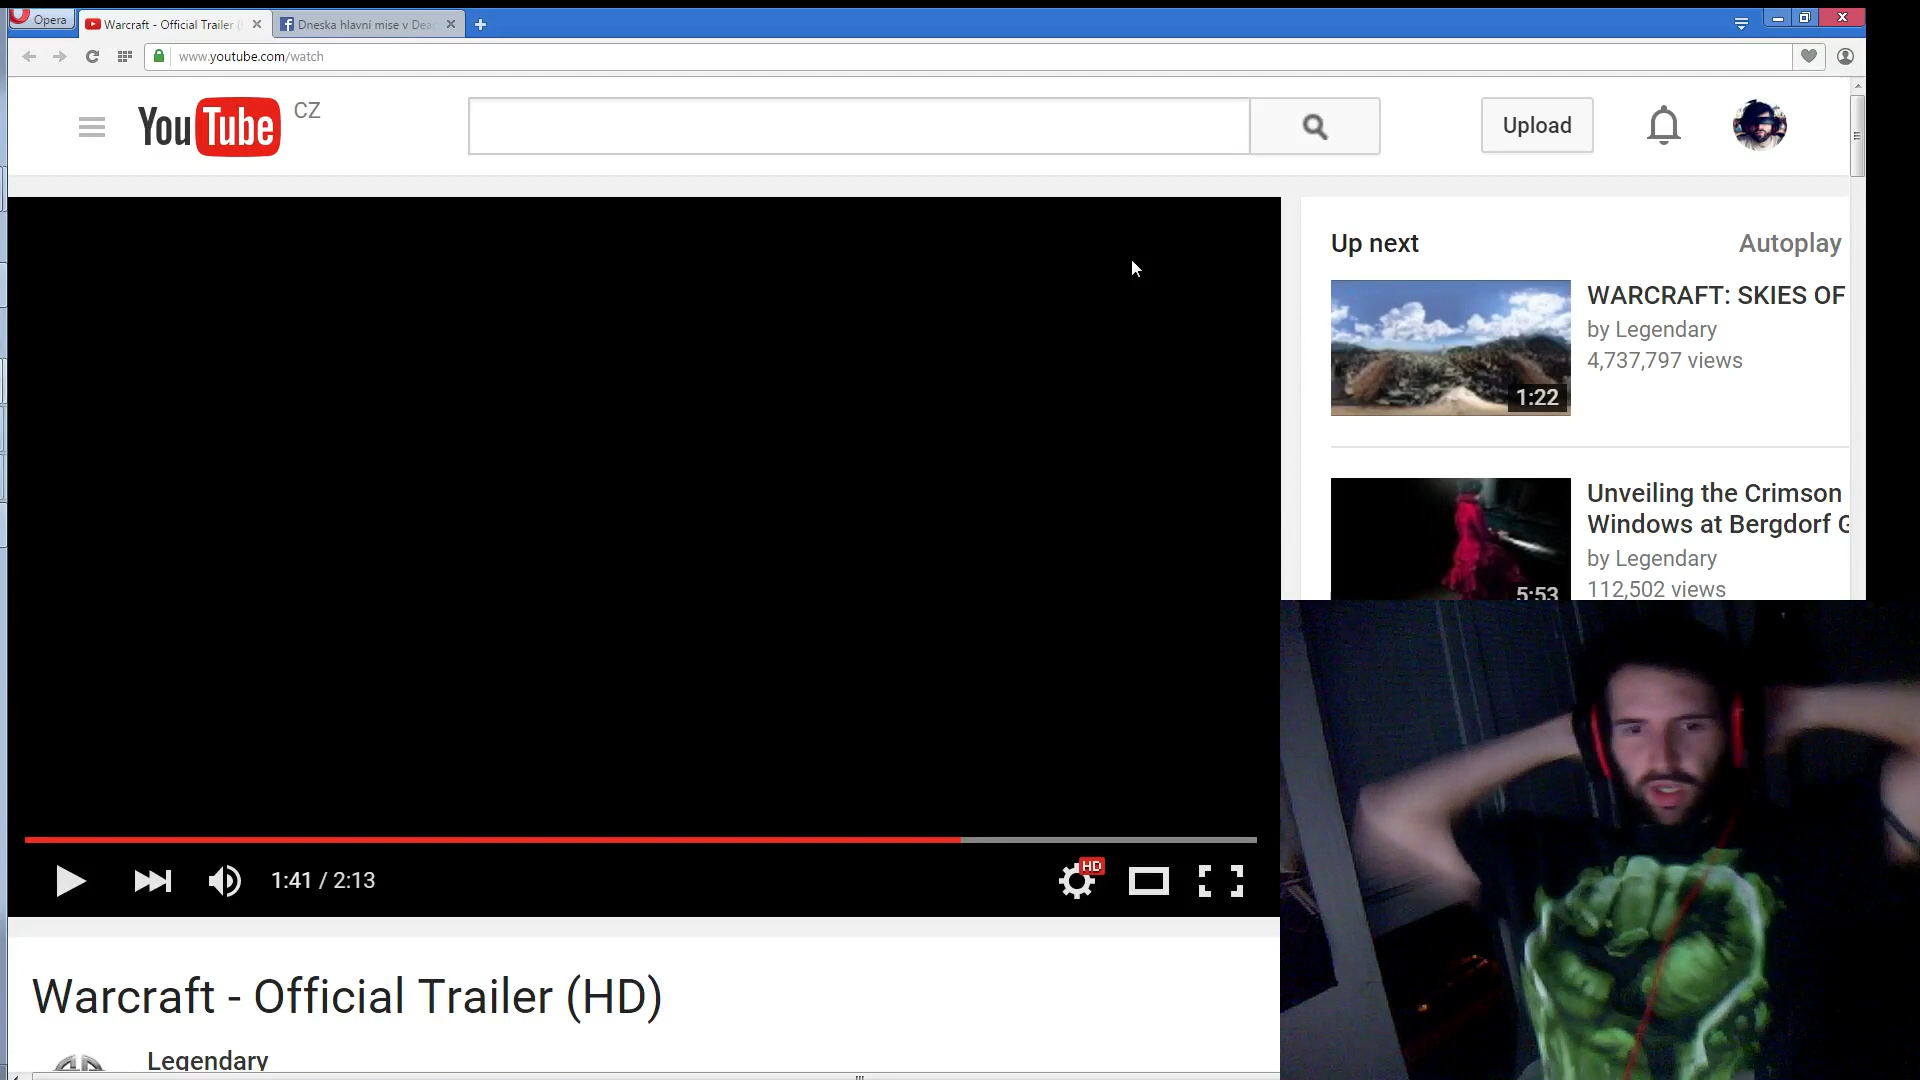 Opera
Warcraft - Official Trailer (
Dneska hlavní mise v Dea
www.youtube.com/watch
YouTube CZ
Upload
Up next
Autoplay
WARCRAFT: SKIES OF
by Legendary
4,737,797 views
1:22
Unveiling the Crimson
Windows at Bergdorf G
by Legendary
112,502 views
5:53
1:41 / 2:13
HD
Warcraft - Official Trailer (HD)
Legendary